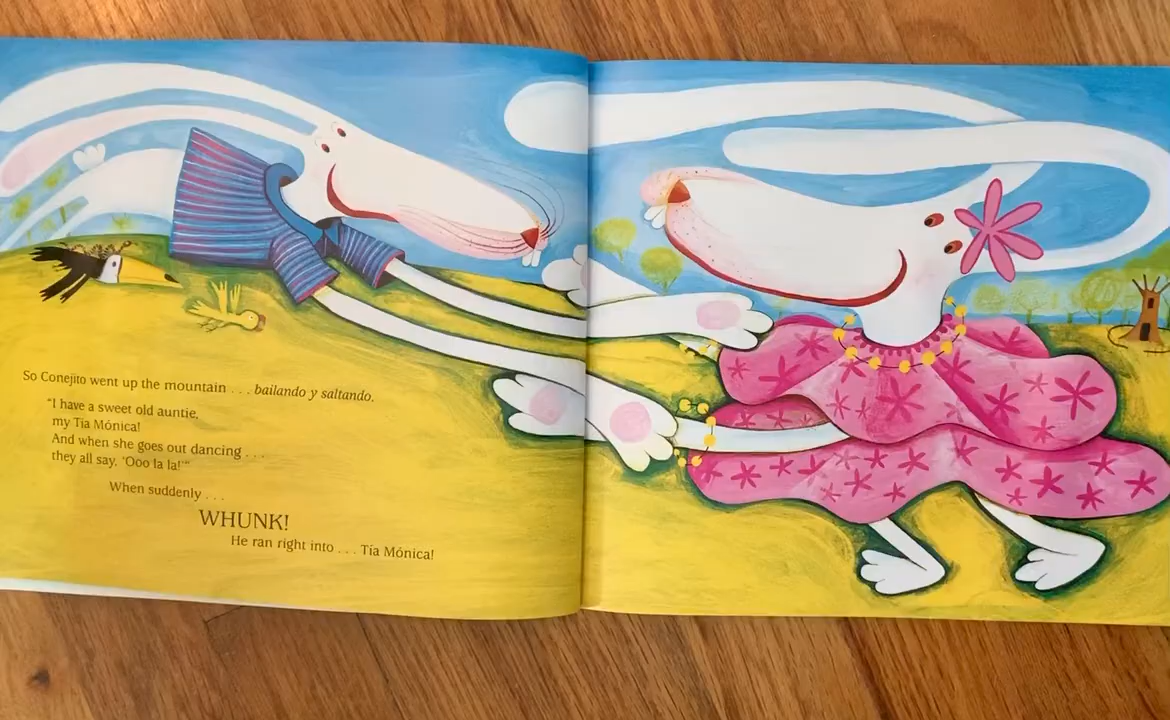 So Conejito went up the mountain . . . bailando y saltando.
"I have a sweet old auntie,
my Tía Mónica!
And when she goes out dancing . . .
they all say, 'Ooo la la!'"
When suddenly . . .
WHUNK!
He ran right into . . . Tía Mónica!